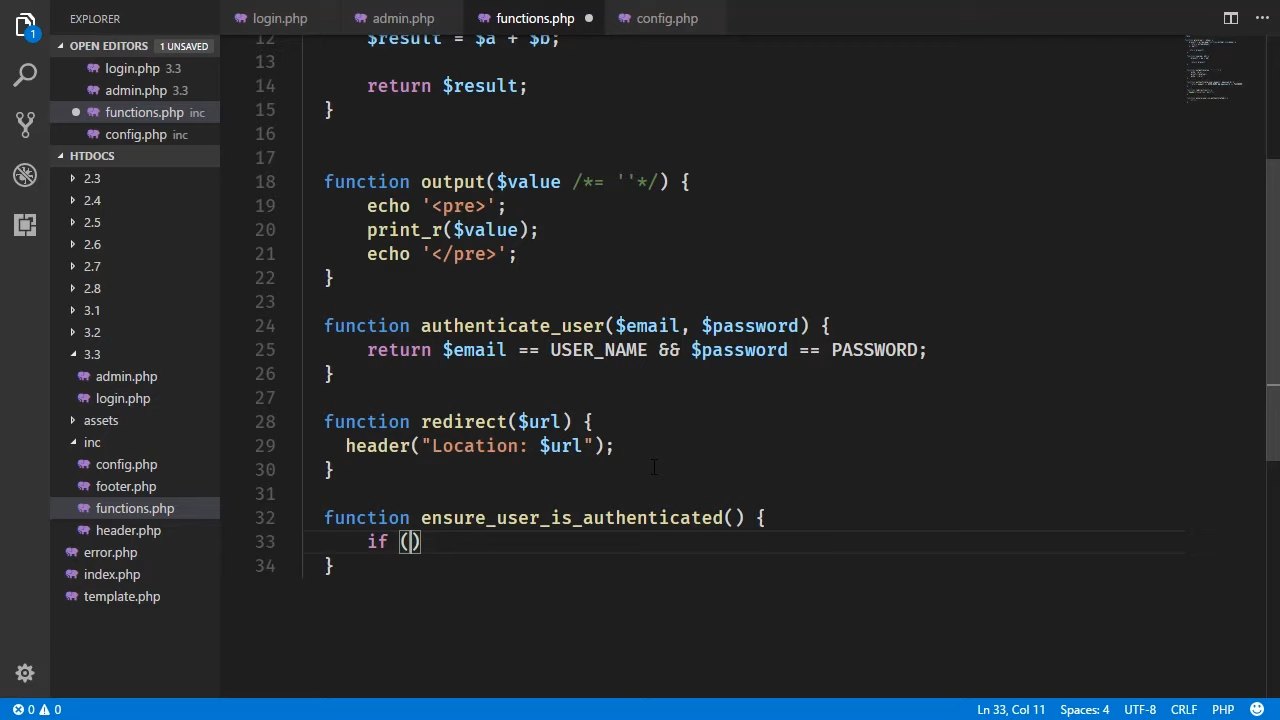 EXPLORER
login.php
admin.php
functions.php
config.php
1
OPEN EDITORS 1 UNSAVED
login.php 3.3
admin.php 3.3
functions.php inc
config.php inc
HTDOCS
2.3
2.4
2.5
2.6
2.7
2.8
3.1
3.2
3.3
admin.php
login.php
assets
inc
config.php
footer.php
functions.php
header.php
error.php
index.php
template.php
12 $result = $a + $b;
13
14 return $result;
15 }
16
17
18 function output($value /*= ''*/) {
19 echo '<pre>';
20 print_r($value);
21 echo '</pre>';
22 }
23
24 function authenticate_user($email, $password) {
25 return $email == USER_NAME && $password == PASSWORD;
26 }
27
28 function redirect($url) {
29 header("Location: $url");
30 }
31
32 function ensure_user_is_authenticated() {
33 if ()
34 }
0 0
Ln 33, Col 11 Spaces: 4 UTF-8 CRLF PHP